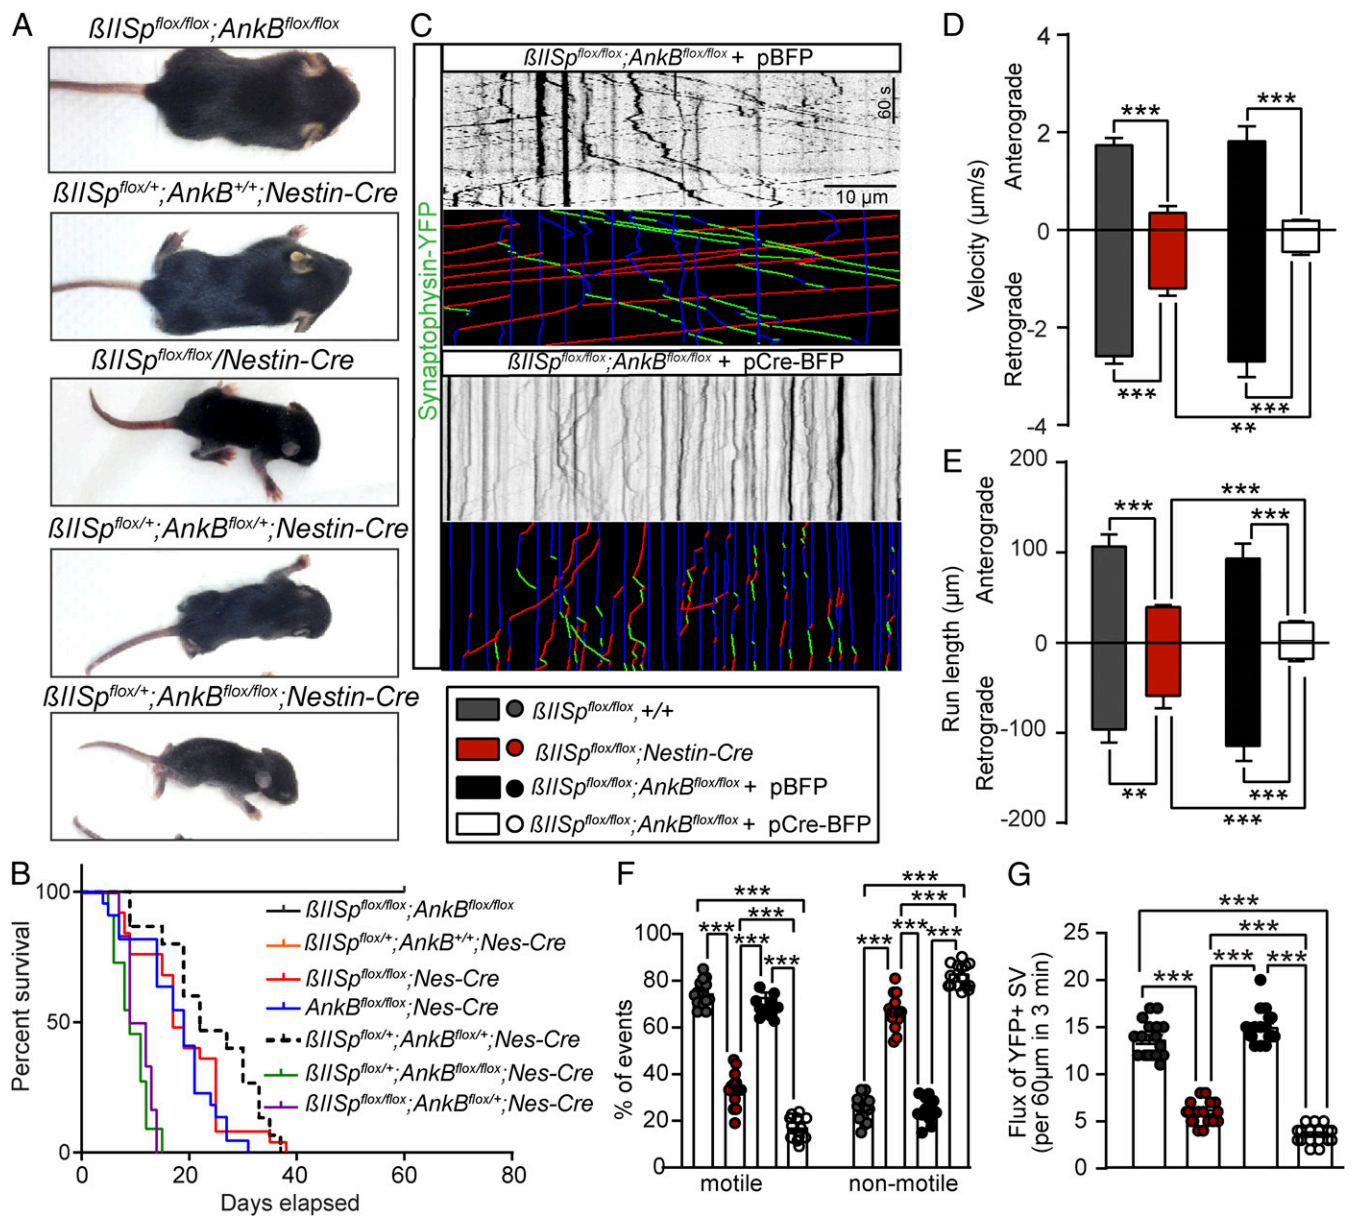 A
ßIISp^flox/flox;AnkB^flox/flox
ßIISp^flox/+;AnkB^+/+;Nestin-Cre
ßIISp^flox/flox/Nestin-Cre
ßIISp^flox/+;AnkB^flox/+;Nestin-Cre
ßIISp^flox/+;AnkB^flox/flox;Nestin-Cre
B
Percent survival
100
50
0
0
20
40
60
80
Days elapsed
ßIISp^flox/flox;AnkB^flox/flox
ßIISp^flox/+;AnkB^+/+;Nes-Cre
ßIISp^flox/flox;Nes-Cre
AnkB^flox/flox;Nes-Cre
ßIISp^flox/+;AnkB^flox/+;Nes-Cre
ßIISp^flox/+;AnkB^flox/flox;Nes-Cre
ßIISp^flox/flox;AnkB^flox/+;Nes-Cre
C
Synaptophysin-YFP
ßIISp^flox/flox;AnkB^flox/flox + pBFP
60 s
10 µm
ßIISp^flox/flox;AnkB^flox/flox + pCre-BFP
ßIISp^flox/flox,+/+
ßIISp^flox/flox;Nestin-Cre
ßIISp^flox/flox;AnkB^flox/flox + pBFP
ßIISp^flox/flox;AnkB^flox/flox + pCre-BFP
D
Velocity (µm/s)
Retrograde
Anterograde
4
2
0
-2
-4
***
***
***
***
**
E
Run length (µm)
Retrograde
Anterograde
200
100
0
-100
-200
***
***
***
**
***
***
F
% of events
100
80
60
40
20
0
***
***
***
***
***
***
***
***
***
***
motile
non-motile
G
Flux of YFP+ SV
(per 60µm in 3 min)
25
20
15
10
5
0
***
***
***
***
***